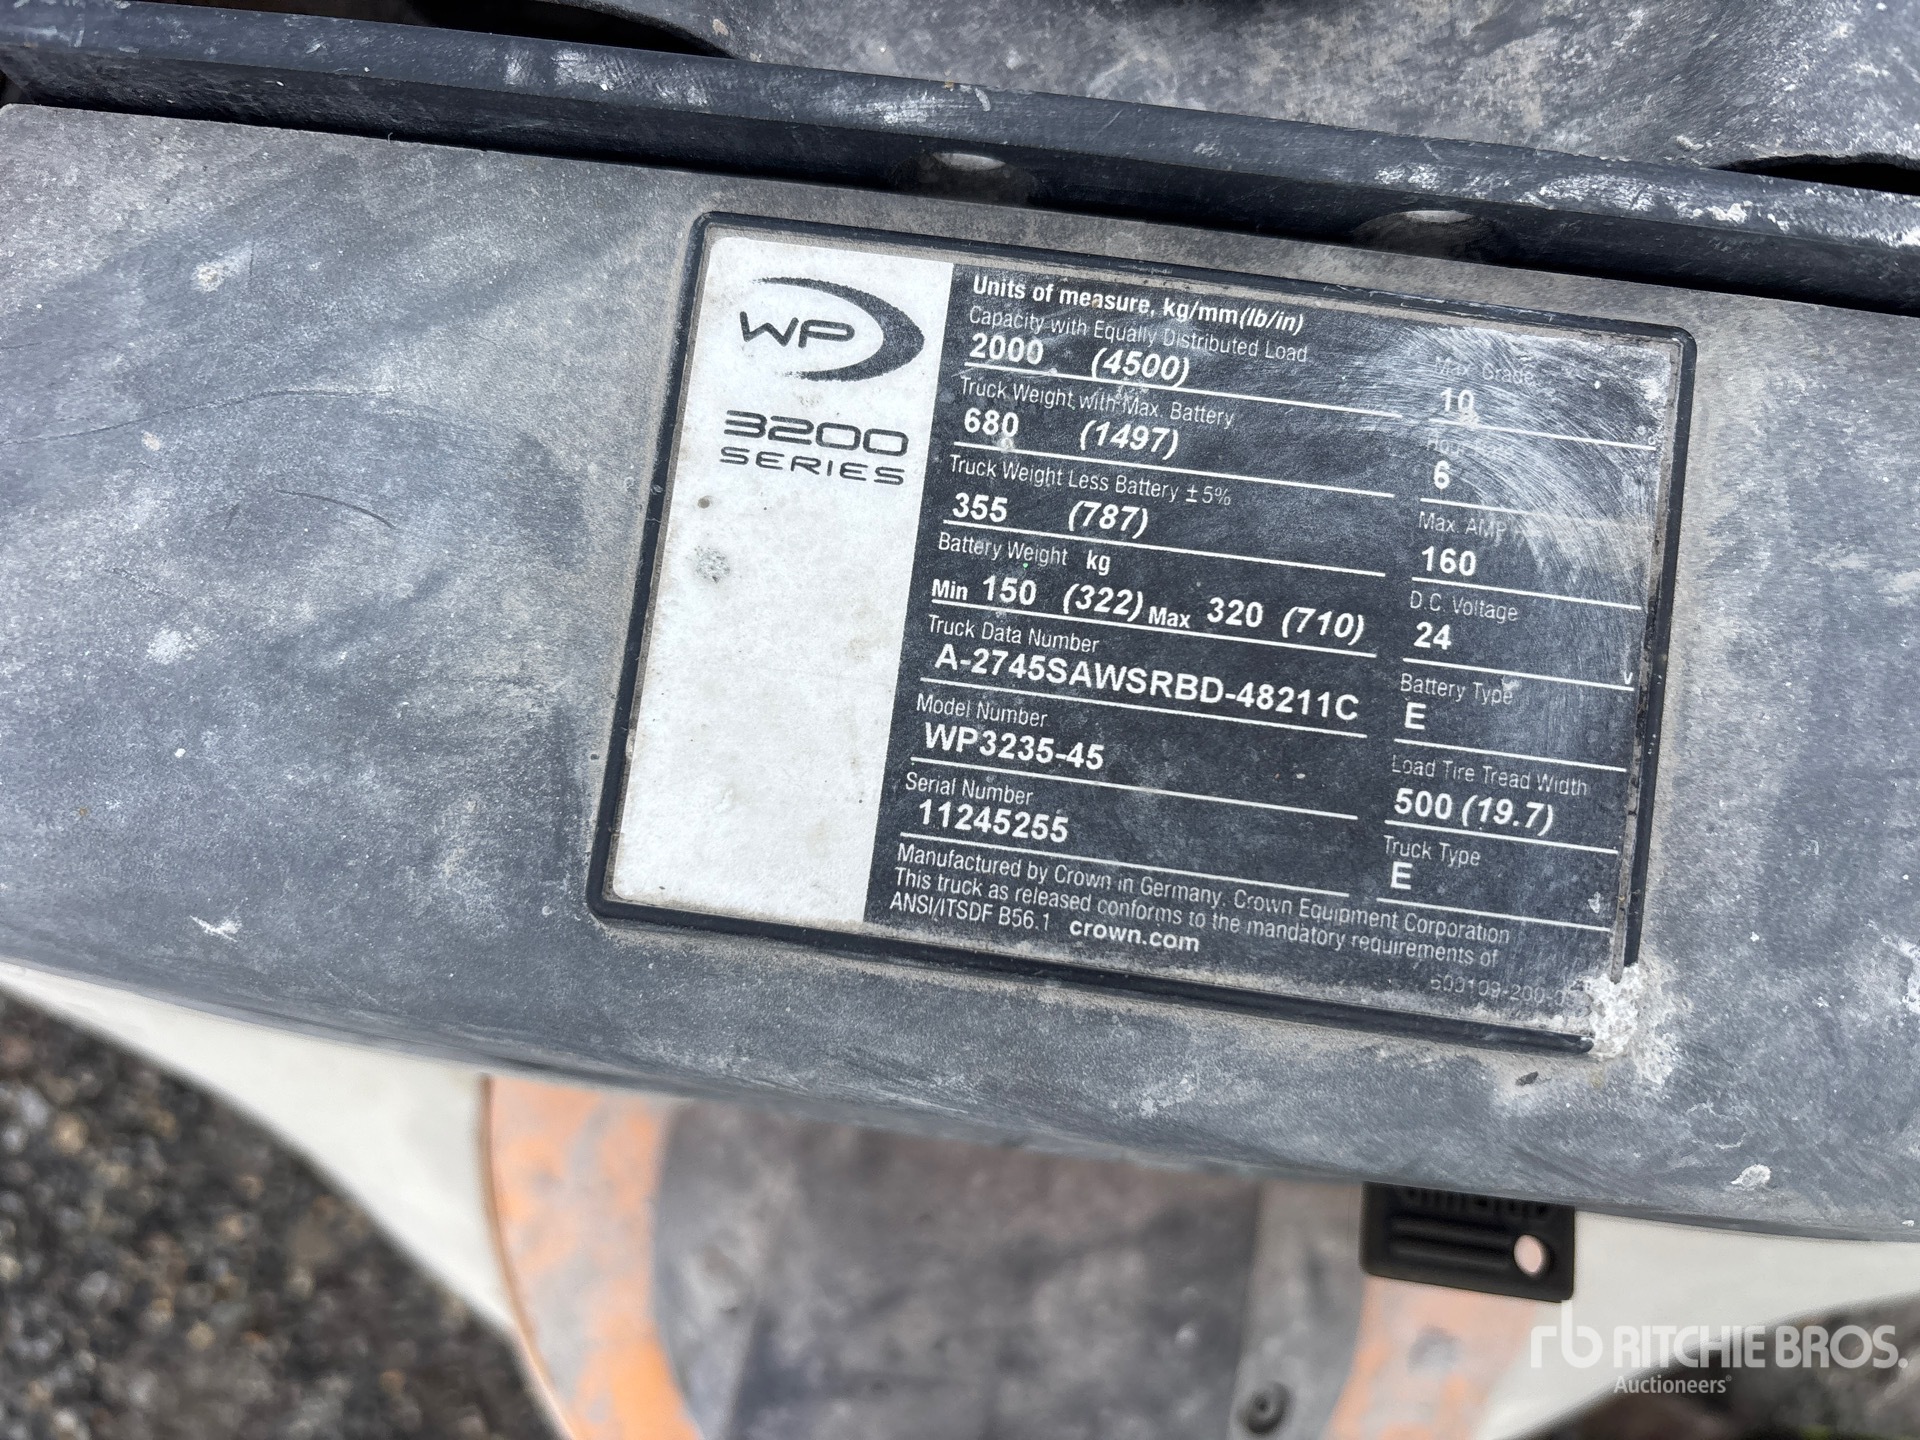 WP
3200
SERIES
Units of measure, kg/mm (lb/in)
Capacity with Equally Distributed Load
2000 (4500)
Truck Weight with Max. Battery
680 (1497)
Truck Weight Less Battery ± 5%
355 (787)
Battery Weight kg
Min 150 (322) Max 320 (710)
Truck Data Number
A-2745SAWSRBD-48211C
Model Number
WP3235-45
Serial Number
11245255
Max. Grade
10
6
Max. AMP
160
D.C. Voltage
24
Battery Type
E
Load Tire Tread Width
500 (19.7)
Truck Type
E
Manufactured by Crown in Germany. Crown Equipment Corporation
This truck as released conforms to the mandatory requirements of
ANSI/ITSDF B56.1 crown.com
rb RITCHIE BROS.
Auctioneers